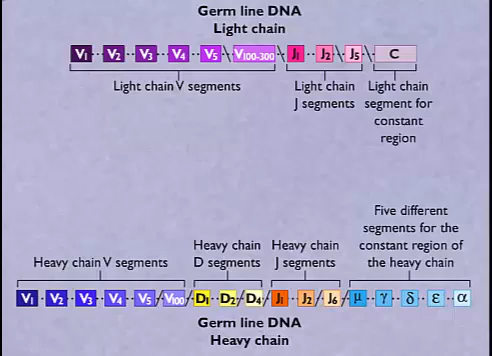 Germ line DNA
Light chain
V1 V2 V3 V4 V5 V100-300 J1 J2 J5 C
Light chain V segments
Light chain
J segments
Light chain
segment for
constant
region
Five different
segments for the
constant region of
the heavy chain
Heavy chain V segments
Heavy chain
D segments
Heavy chain
J segments
V1 V2 V3 V4 V5 V100 D1 D2 D4 J1 J2 J6 μ γ δ ε α
Germ line DNA
Heavy chain